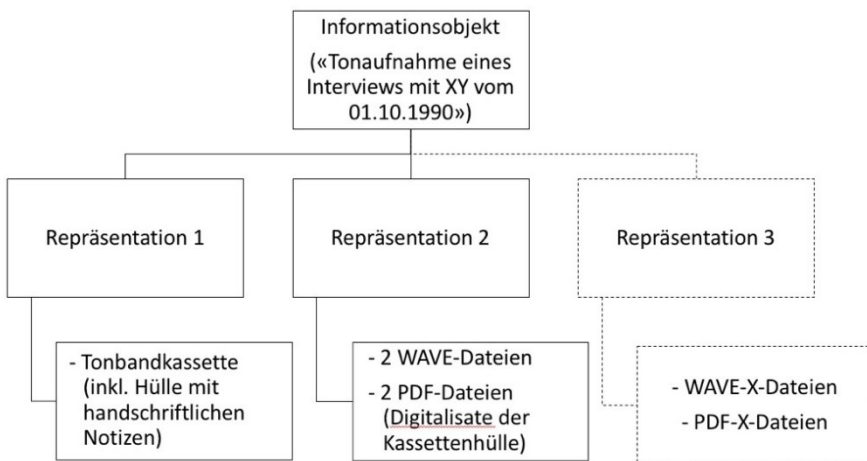 Informationsobjekt
(«Tonaufnahme eines
Interviews mit XY vom
01.10.1990»)
Repräsentation 1
Repräsentation 2
Repräsentation 3
- Tonbandkassette
(inkl. Hülle mit
handschriftlichen
Notizen)
- 2 WAVE-Dateien
- 2 PDF-Dateien
(Digitalisate der
Kassettenhülle)
- WAVE-X-Dateien
- PDF-X-Dateien